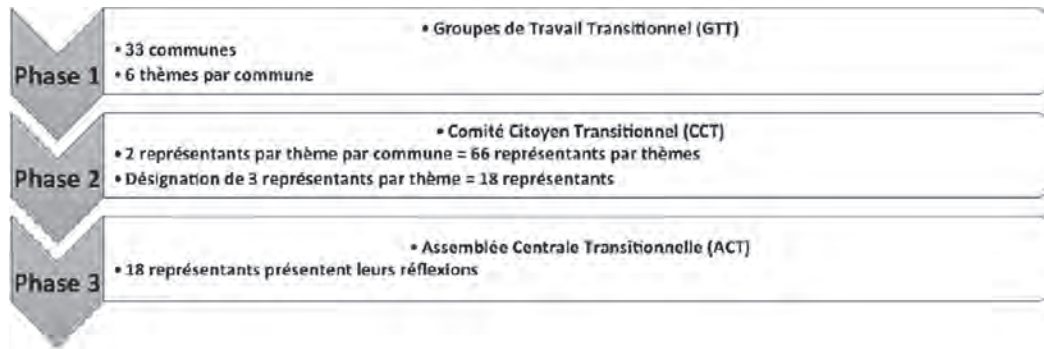 • Groupes de Travail Transitionnel (GTT)
Phase 1
• 33 communes
• 6 thèmes par commune
• Comité Citoyen Transitionnel (CCT)
Phase 2
• 2 représentants par thème par commune = 66 représentants par thèmes
• Désignation de 3 représentants par thème = 18 représentants
• Assemblée Centrale Transitionnelle (ACT)
Phase 3
• 18 représentants présentent leurs réflexions